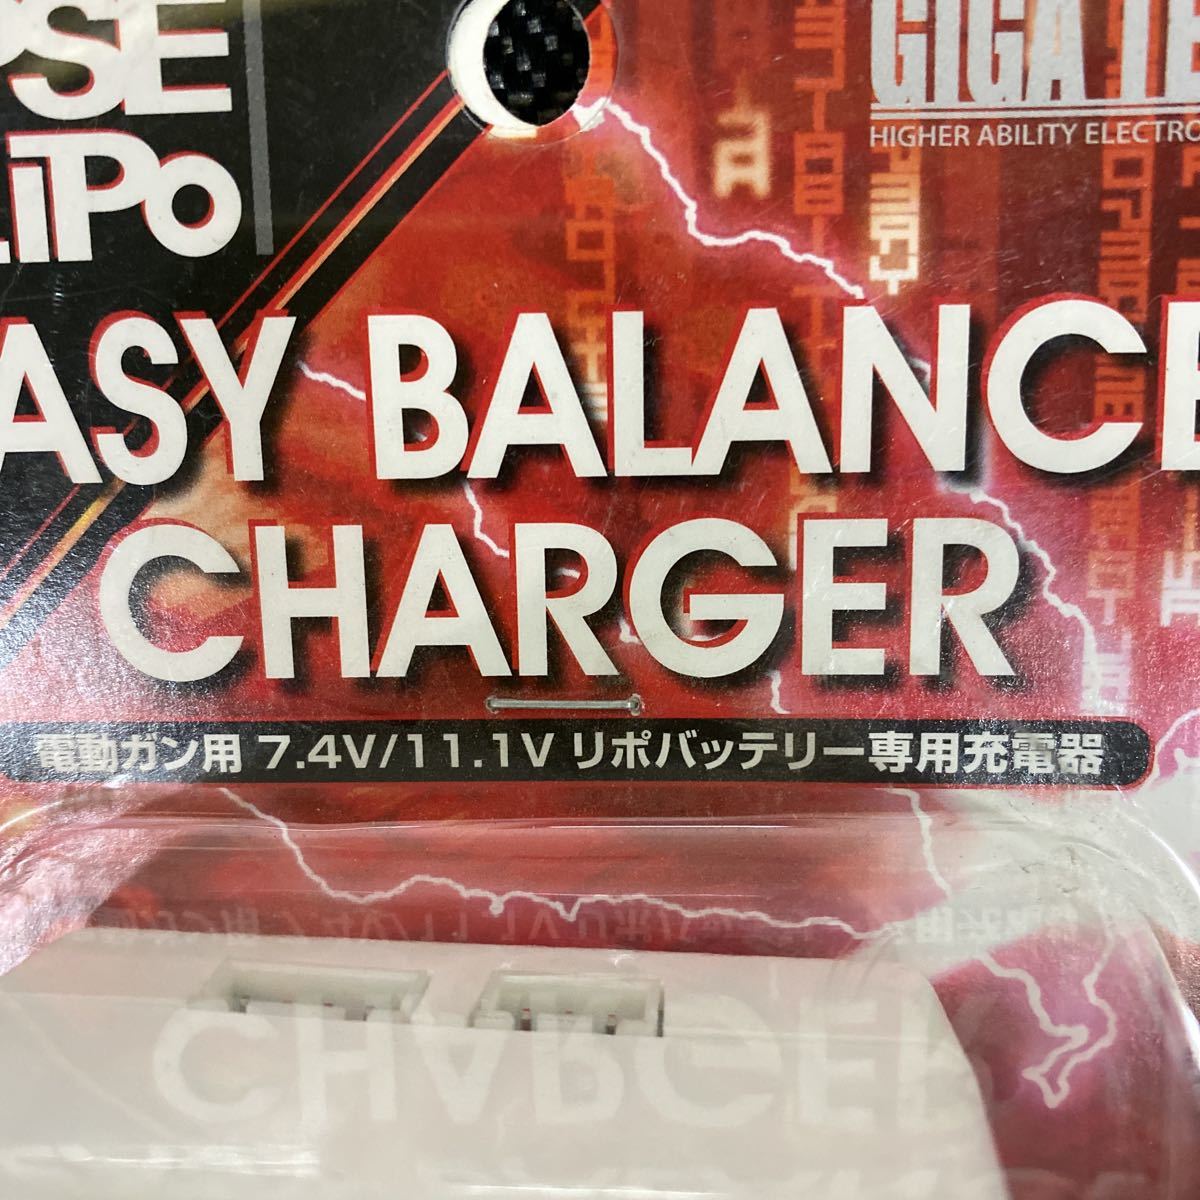 PSE
LiPo
GIGA TE
HIGHER ABILITY ELECTRO
ASY BALANCE
CHARGER
電動ガン用 7.4V/11.1V リポバッテリー専用充電器